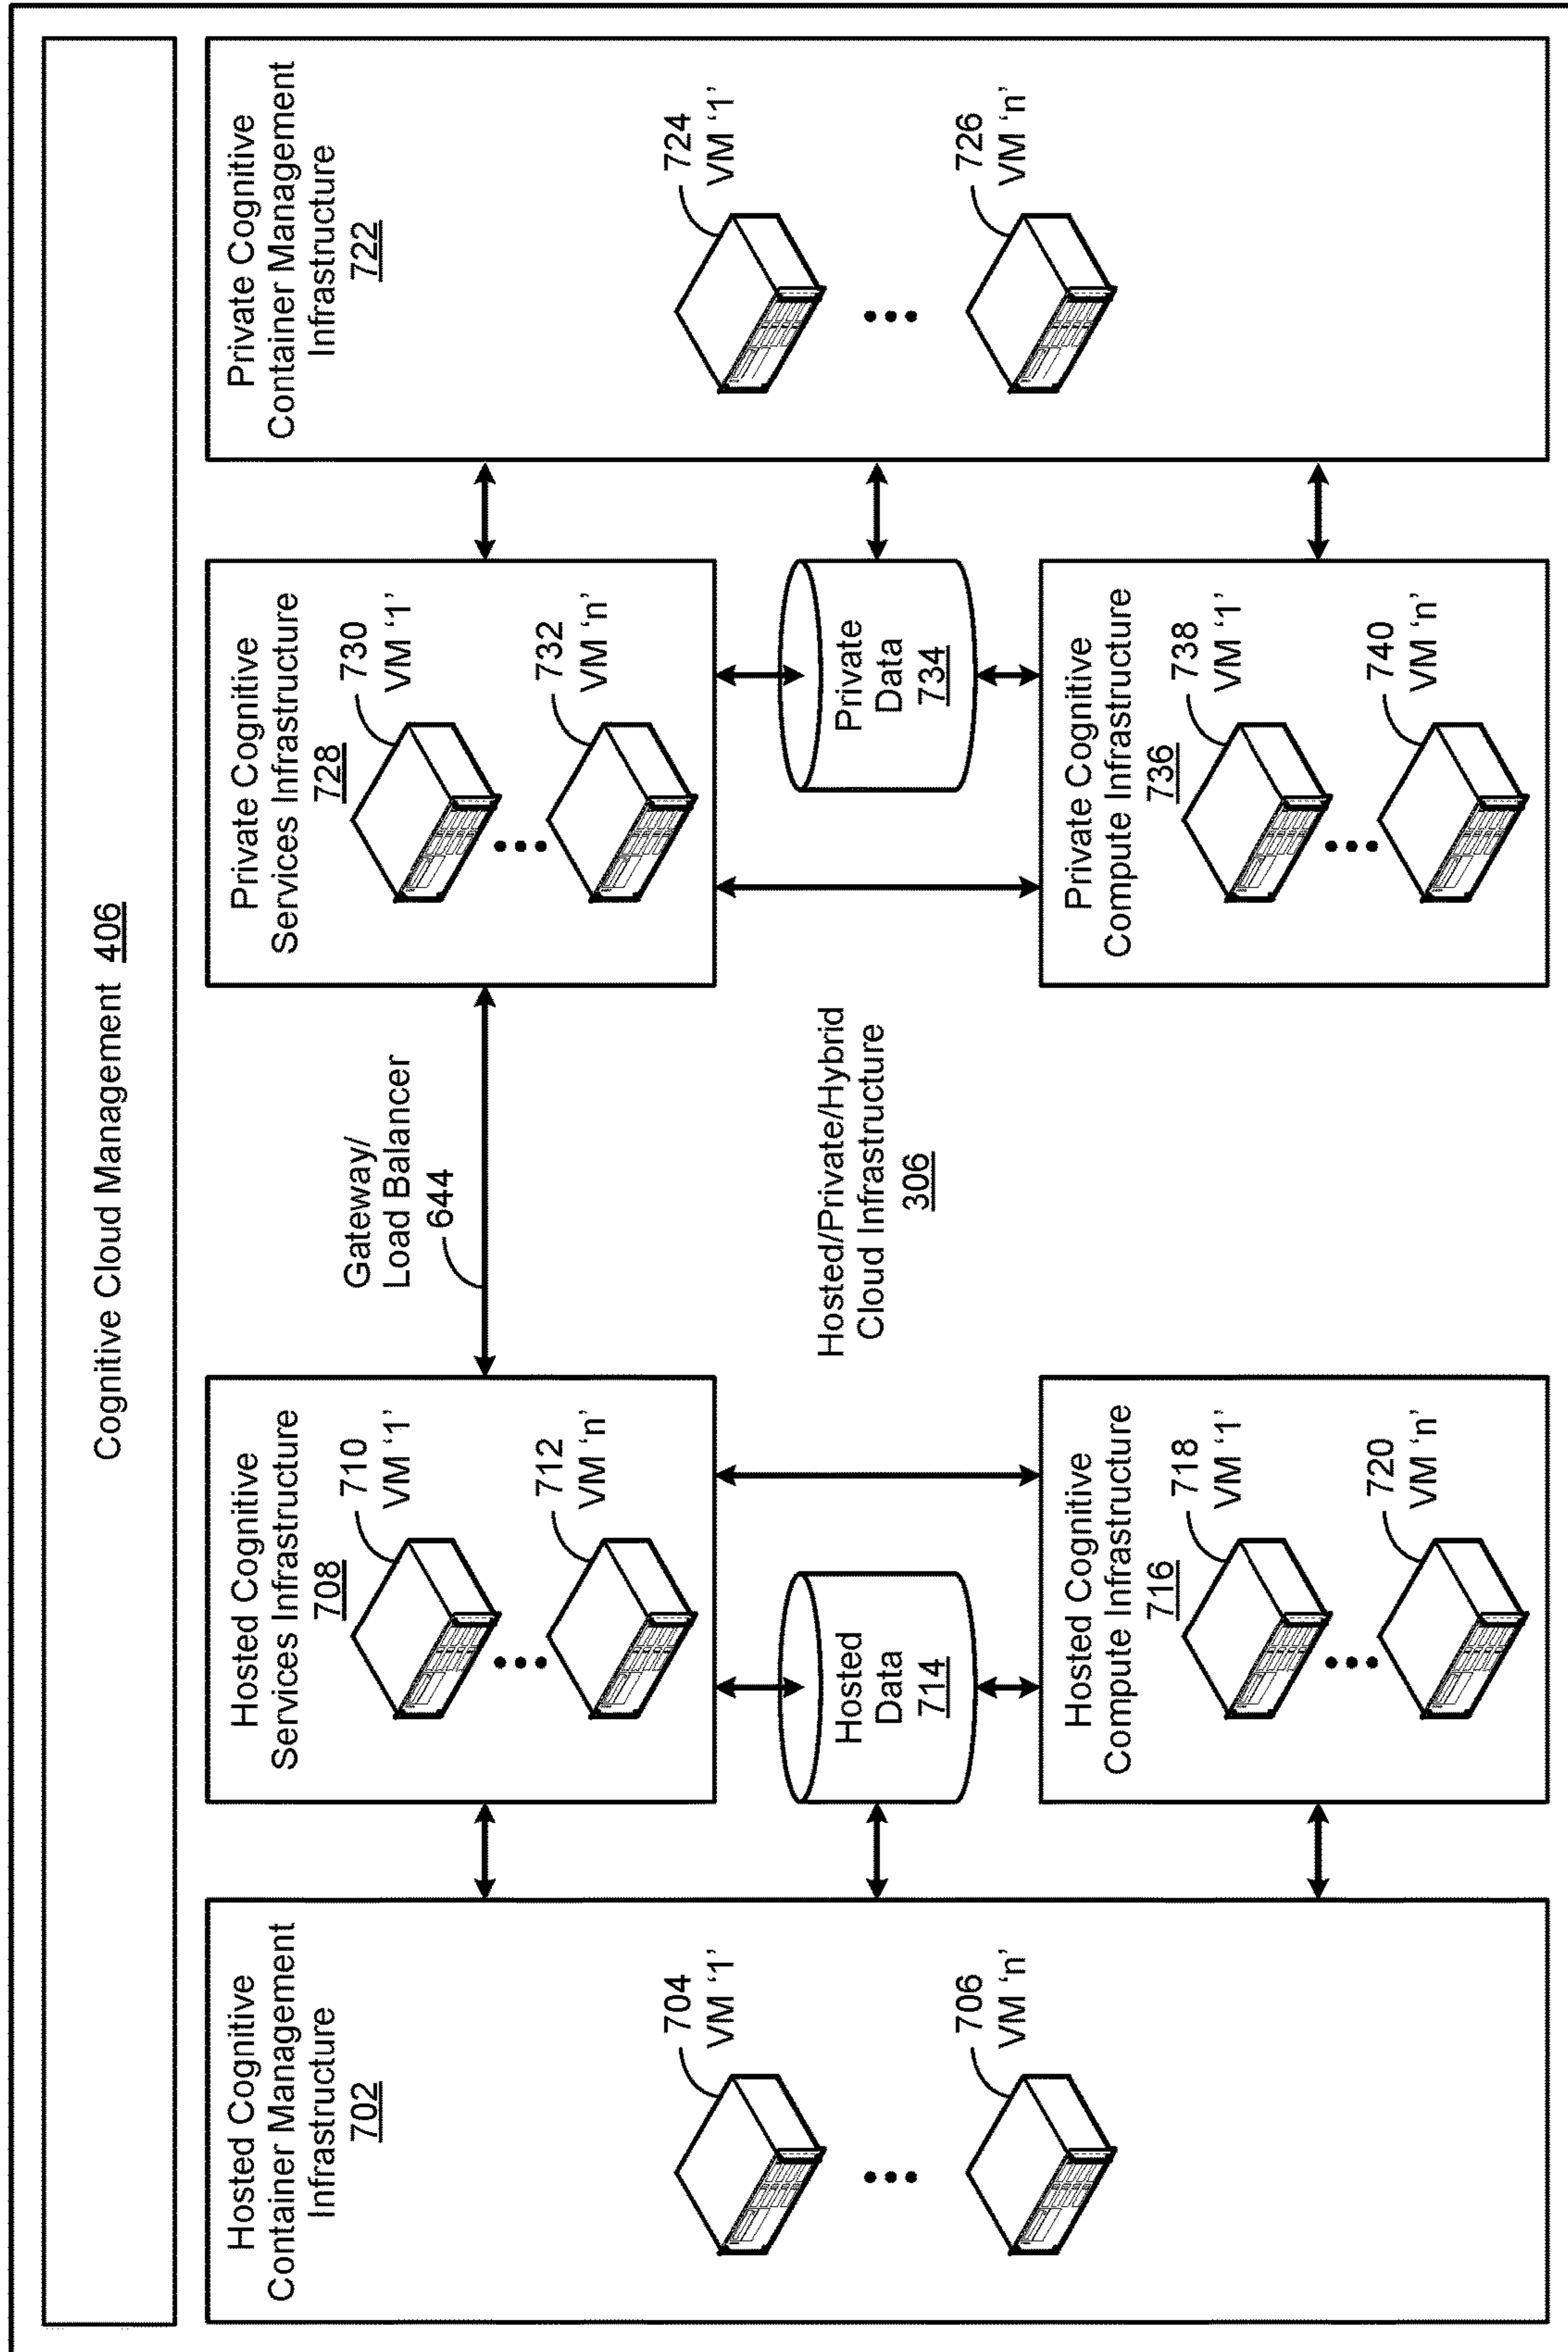 Cognitive Cloud Management 406
Hosted Cognitive
Container Management
Infrastructure
702
704
VM ‘1’
706
VM ‘n’
Hosted Cognitive
Services Infrastructure
708
710
VM ‘1’
712
VM ‘n’
Hosted
Data
714
Hosted Cognitive
Compute Infrastructure
716
718
VM ‘1’
720
VM ‘n’
Gateway/
Load Balancer
644
Hosted/Private/Hybrid
Cloud Infrastructure
306
Private Cognitive
Services Infrastructure
728
730
VM ‘1’
732
VM ‘n’
Private
Data
734
Private Cognitive
Compute Infrastructure
736
738
VM ‘1’
740
VM ‘n’
Private Cognitive
Container Management
Infrastructure
722
724
VM ‘1’
726
VM ‘n’